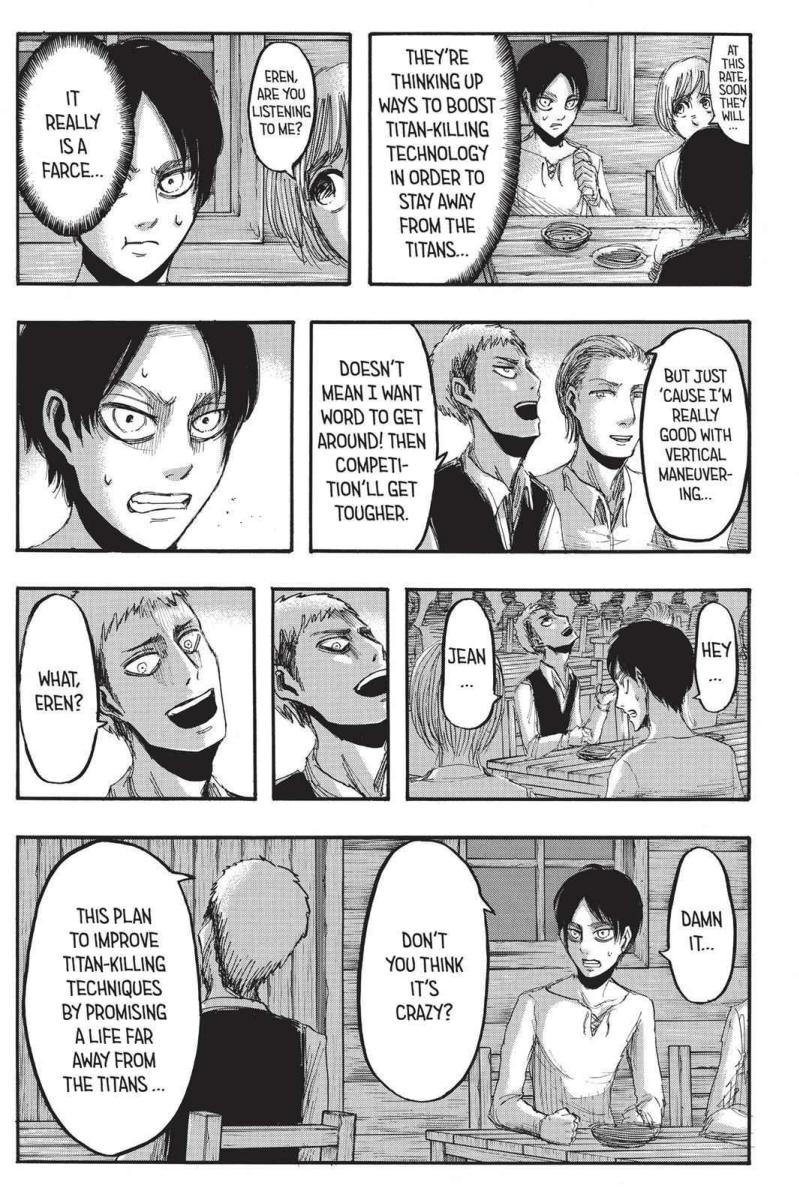 AT
THIS
RATE,
SOON
THEY
WILL
...
THEY'RE
THINKING UP
WAYS TO BOOST
TITAN-KILLING
TECHNOLOGY
IN ORDER TO
STAY AWAY
FROM THE
TITANS...
EREN,
ARE YOU
LISTENING
TO ME?
IT
REALLY
IS A
FARCE...
BUT JUST
'CAUSE I'M
REALLY
GOOD WITH
VERTICAL
MANEUVER-
ING...
DOESN'T
MEAN I WANT
WORD TO GET
AROUND! THEN
COMPETI-
TION'LL GET
TOUGHER.
HEY
...
JEAN
...
WHAT,
EREN?
DAMN
IT...
DON'T
YOU THINK
IT'S
CRAZY?
THIS PLAN
TO IMPROVE
TITAN-KILLING
TECHNIQUES
BY PROMISING
A LIFE FAR
AWAY FROM
THE TITANS ...